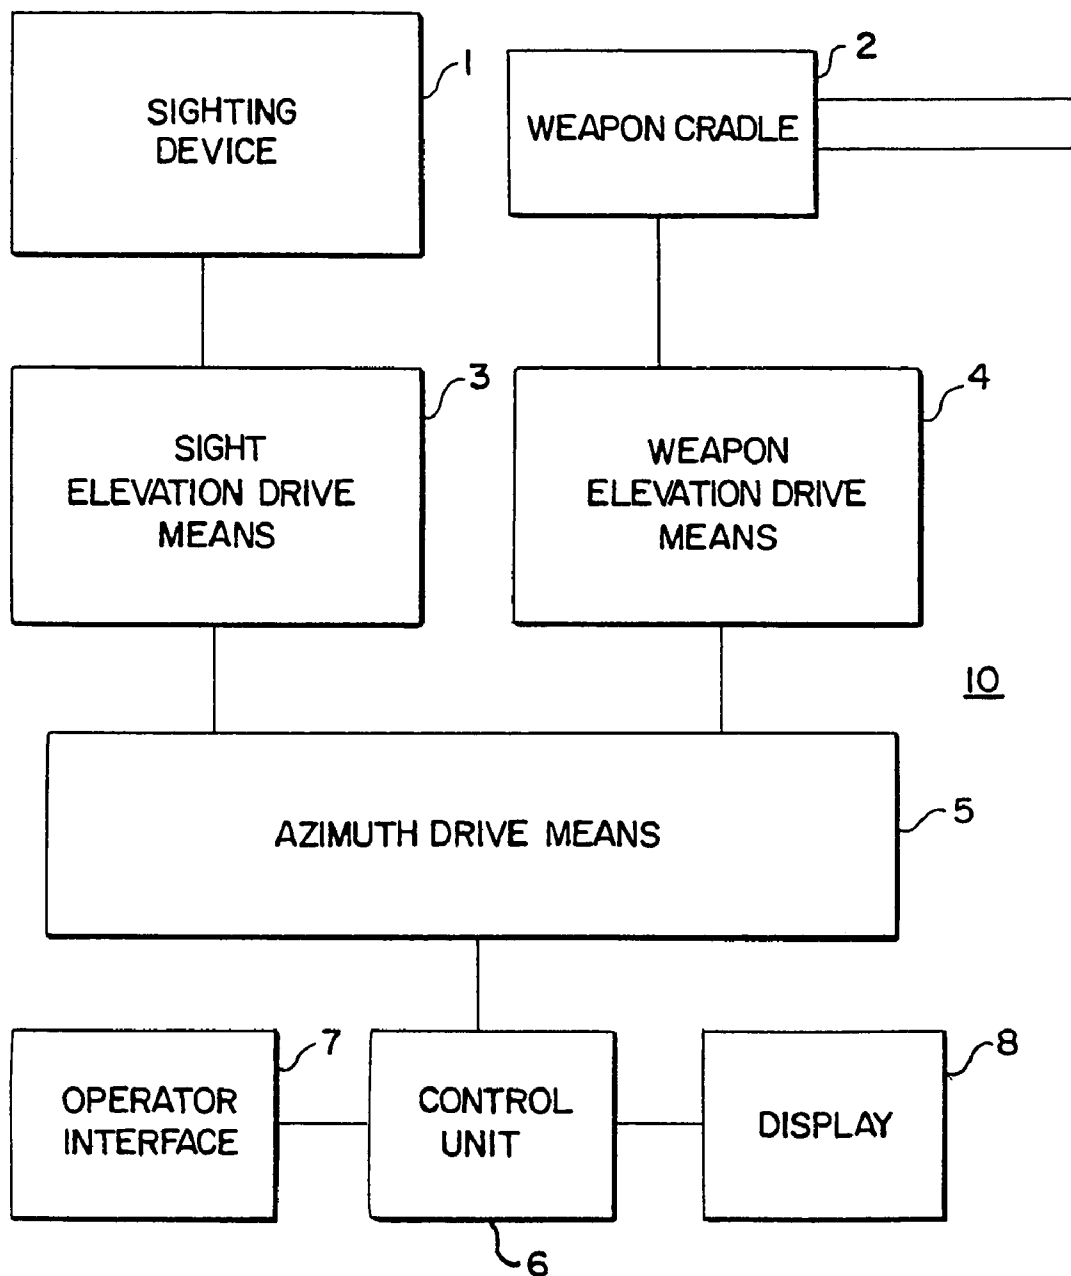 1
SIGHTING
DEVICE
2
WEAPON CRADLE
3
SIGHT
ELEVATION DRIVE
MEANS
4
WEAPON
ELEVATION DRIVE
MEANS
10
5
AZIMUTH DRIVE MEANS
7
OPERATOR
INTERFACE
CONTROL
UNIT
6
8
DISPLAY